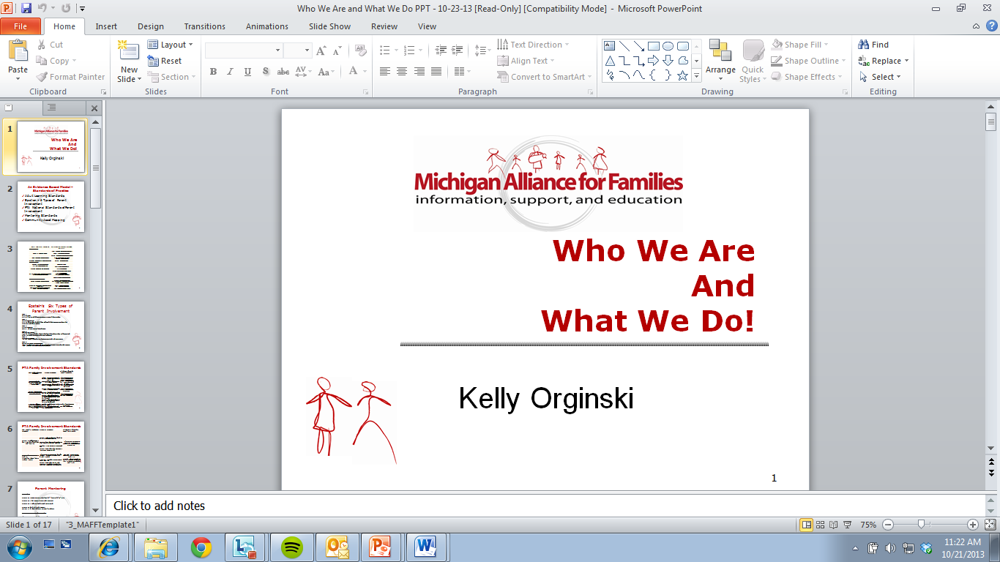 Who We Are and What We Do PPT - 10-23-13 [Read-Only] [Compatibility Mode] - Microsoft PowerPoint
File Home Insert Design Transitions Animations Slide Show Review View
Paste
Cut
Copy
Format Painter
Clipboard
New Slide
Layout
Reset
Section
Slides
B I U S abc AV Aa A
Font
Text Direction
Align Text
Convert to SmartArt
Paragraph
Arrange
Quick Styles
Shape Fill
Shape Outline
Shape Effects
Drawing
Find
Replace
Select
Editing
1
Michigan Alliance for Families
Who We Are
And
What We Do!
Kelly Orginski
2
An Evidence Based Model –
Standards of Practice
Adult Learning Standards
Epstein's 6 Types of Parent
Involvement
PTA National Standards of Parent
Involvement
Mentoring Standards
Community Asset Mapping
3
4
Epstein's Six Types of
Parent Involvement
5
PTA Family Involvement Standards
6
PTA Family Involvement Standards
7
Parent Mentoring
Michigan Alliance for Families
information, support, and education
Who We Are
And
What We Do!
Kelly Orginski
1
Click to add notes
Slide 1 of 17 "3_MAFFTemplate1" 75%
11:22 AM
10/21/2013